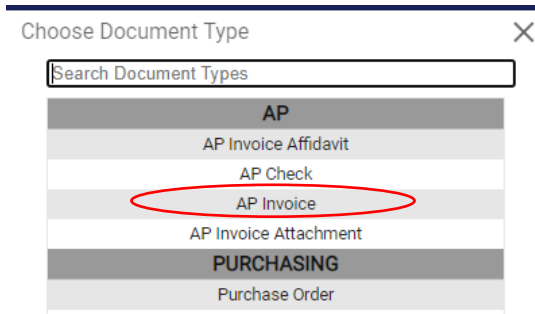 Choose Document Type
Search Document Types
AP
AP Invoice Affidavit
AP Check
AP Invoice
AP Invoice Attachment
PURCHASING
Purchase Order